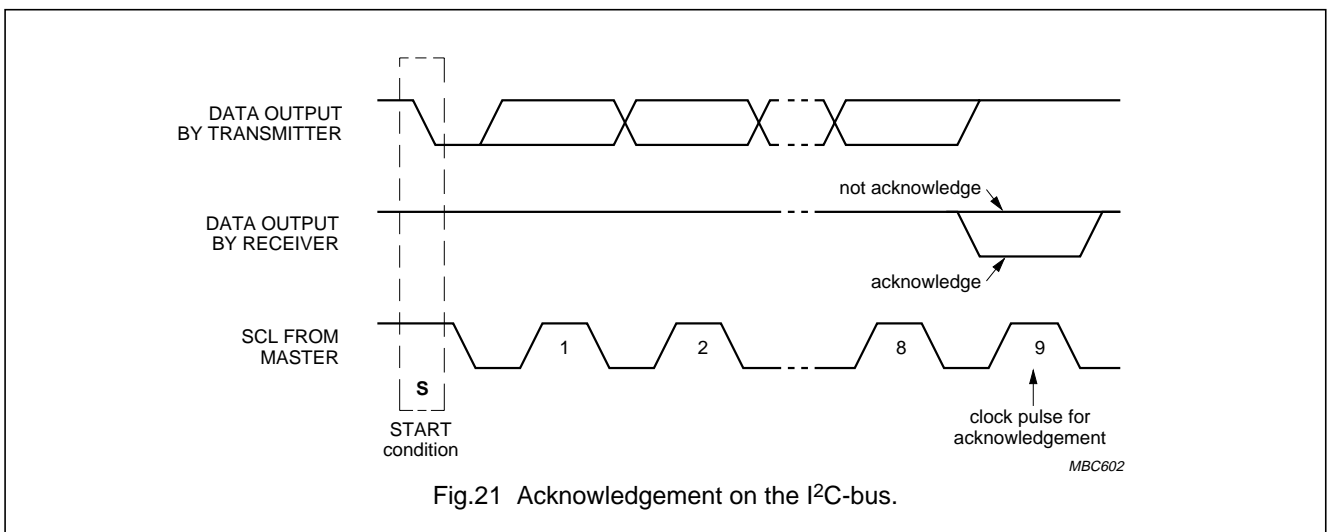 DATA OUTPUT
BY TRANSMITTER
not acknowledge
DATA OUTPUT
BY RECEIVER
acknowledge
SCL FROM
MASTER
1
2
8
9
S
START
condition
clock pulse for
acknowledgement
MBC602
Fig.21 Acknowledgement on the I²C-bus.